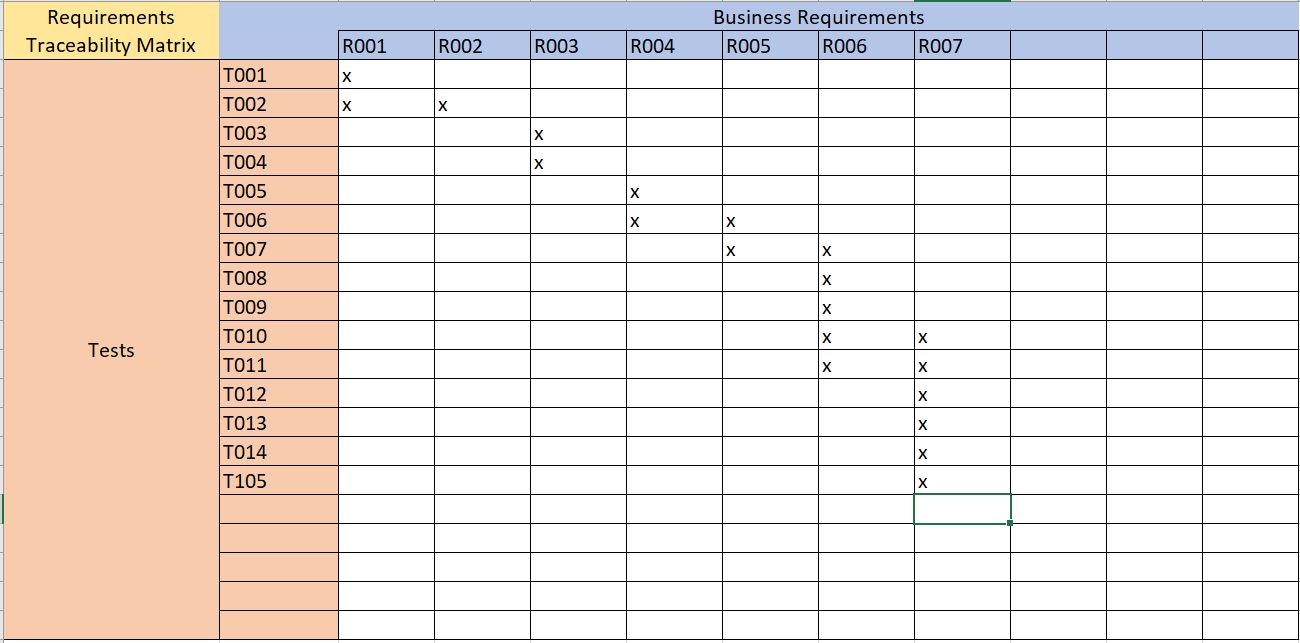 Requirements Business Requirements
Traceability Matrix R001 R002 R003 R004 R005 R006 R007
T001 x
T002 x x
T003 x
T004 x
T005 x
T006 x x
T007 x x
T008 x
T009 x
T010 x x
Tests
T011 x x
T012 x
T013 x
T014 x
T105 x